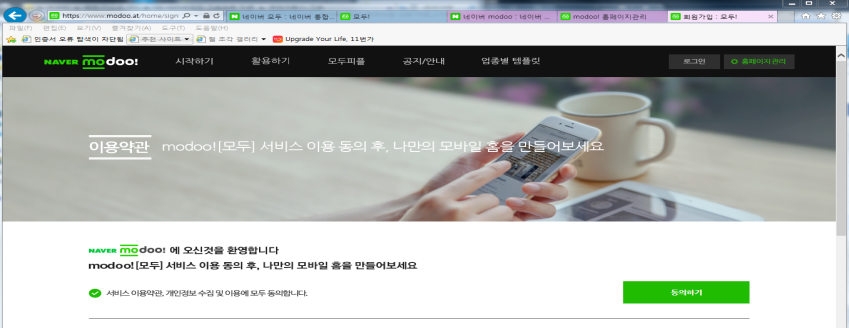 https://www.modoo.at/home/sign
네이버 모두 : 네이버 통합...
모두!
네이버 modoo : 네이버 ...
modoo! 홈페이지관리
회원가입 : 모두!
파일(F) 편집(E) 보기(V) 즐겨찾기(A) 도구(T) 도움말(H)
인증서 오류 탐색이 차단됨 추천 사이트 웹 조각 갤러리 Upgrade Your Life, 11번가
NAVER modoo! 시작하기 활용하기 모두피플 공지/안내 업종별 템플릿 로그인 홈페이지관리
이용약관 modoo![모두] 서비스 이용 동의 후, 나만의 모바일 홈을 만들어보세요
NAVER modoo! 에 오신것을 환영합니다
modoo![모두] 서비스 이용 동의 후, 나만의 모바일 홈을 만들어보세요
서비스 이용약관, 개인정보 수집 및 이용에 모두 동의합니다.
동의하기